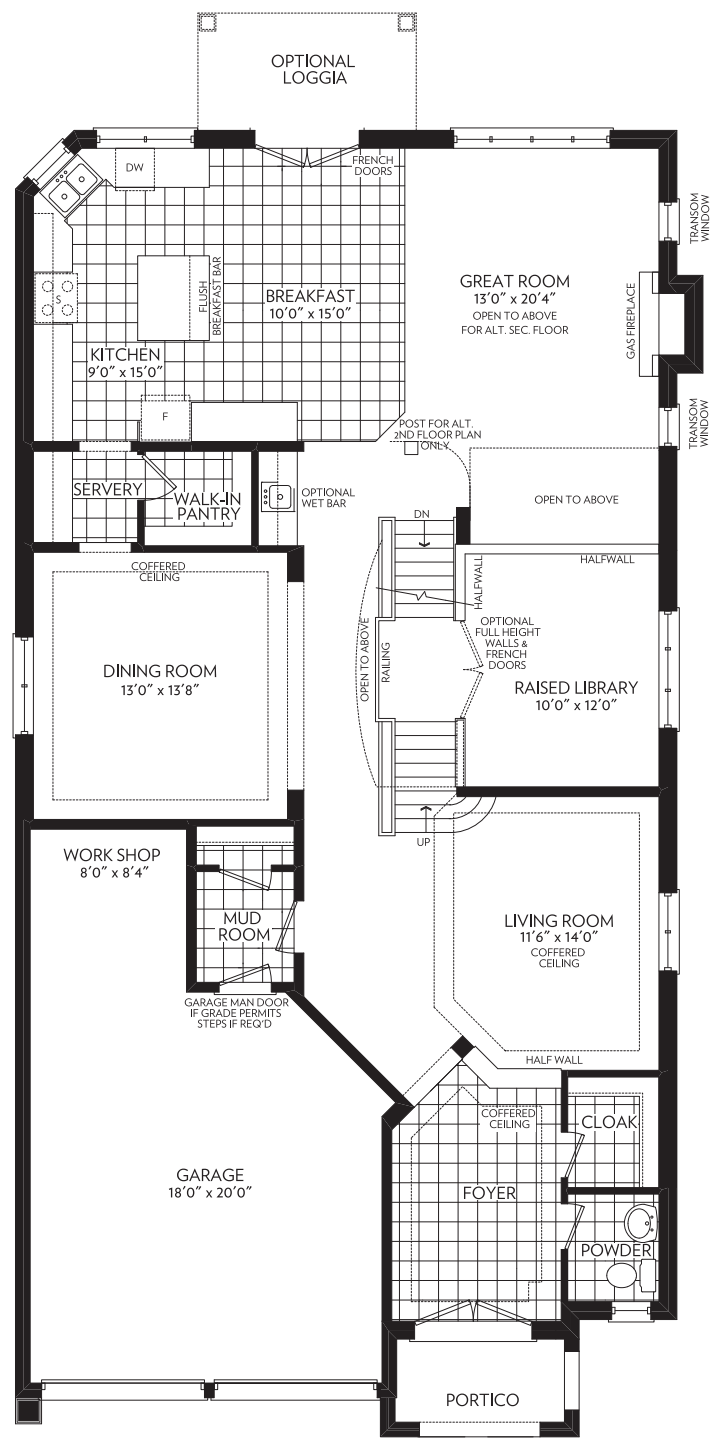 OPTIONAL
LOGGIA
DW
FRENCH
DOORS
TRANSOM
WINDOW
S
FLUSH
BREAKFAST BAR
BREAKFAST
10'0" x 15'0"
GREAT ROOM
13'0" x 20'4"
OPEN TO ABOVE
FOR ALT. SEC. FLOOR
GAS FIREPLACE
KITCHEN
9'0" x 15'0"
F
POST FOR ALT.
2ND FLOOR PLAN
ONLY
TRANSOM
WINDOW
SERVERY
WALK-IN
PANTRY
OPTIONAL
WET BAR
OPEN TO ABOVE
DN
COFFERED
CEILING
HALFWALL
HALFWALL
OPEN TO ABOVE
RAILING
OPTIONAL
FULL HEIGHT
WALLS &
FRENCH
DOORS
DINING ROOM
13'0" x 13'8"
RAISED LIBRARY
10'0" x 12'0"
UP
WORK SHOP
8'0" x 8'4"
MUD
ROOM
LIVING ROOM
11'6" x 14'0"
COFFERED
CEILING
GARAGE MAN DOOR
IF GRADE PERMITS
STEPS IF REQ'D
HALF WALL
COFFERED
CEILING
CLOAK
GARAGE
18'0" x 20'0"
FOYER
POWDER
PORTICO